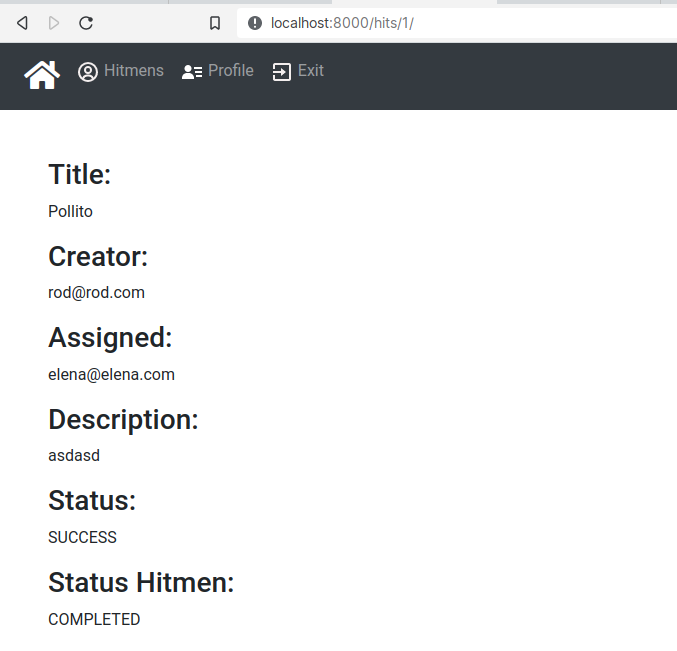 localhost:8000/hits/1/
Hitmens Profile Exit
Title:
Pollito
Creator:
rod@rod.com
Assigned:
elena@elena.com
Description:
asdasd
Status:
SUCCESS
Status Hitmen:
COMPLETED